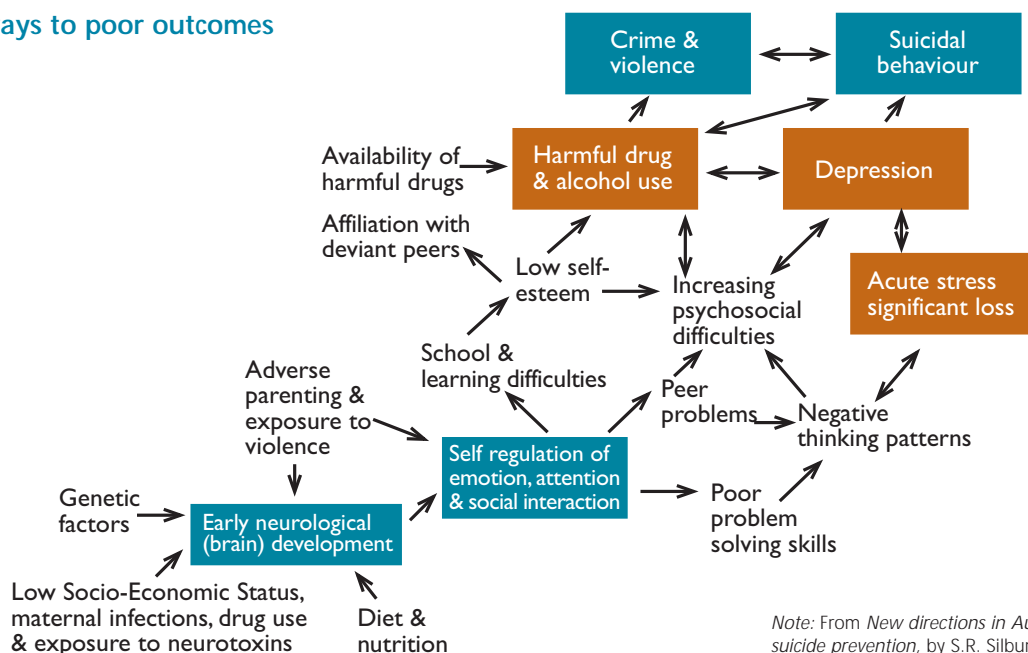 ays to poor outcomes
Crime &
violence
Suicidal
behaviour
Availability of
harmful drugs
Harmful drug
& alcohol use
Depression
Affiliation with
deviant peers
Low self-
esteem
Increasing
psychosocial
difficulties
Acute stress
significant loss
School &
learning difficulties
Adverse
parenting &
exposure to
violence
Peer
problems
Negative
thinking patterns
Self regulation of
emotion, attention
& social interaction
Genetic
factors
Early neurological
(brain) development
Poor
problem
solving skills
Low Socio-Economic Status,
maternal infections, drug use
& exposure to neurotoxins
Diet &
nutrition
Note: From New directions in Au
suicide prevention, by S.R. Silbur